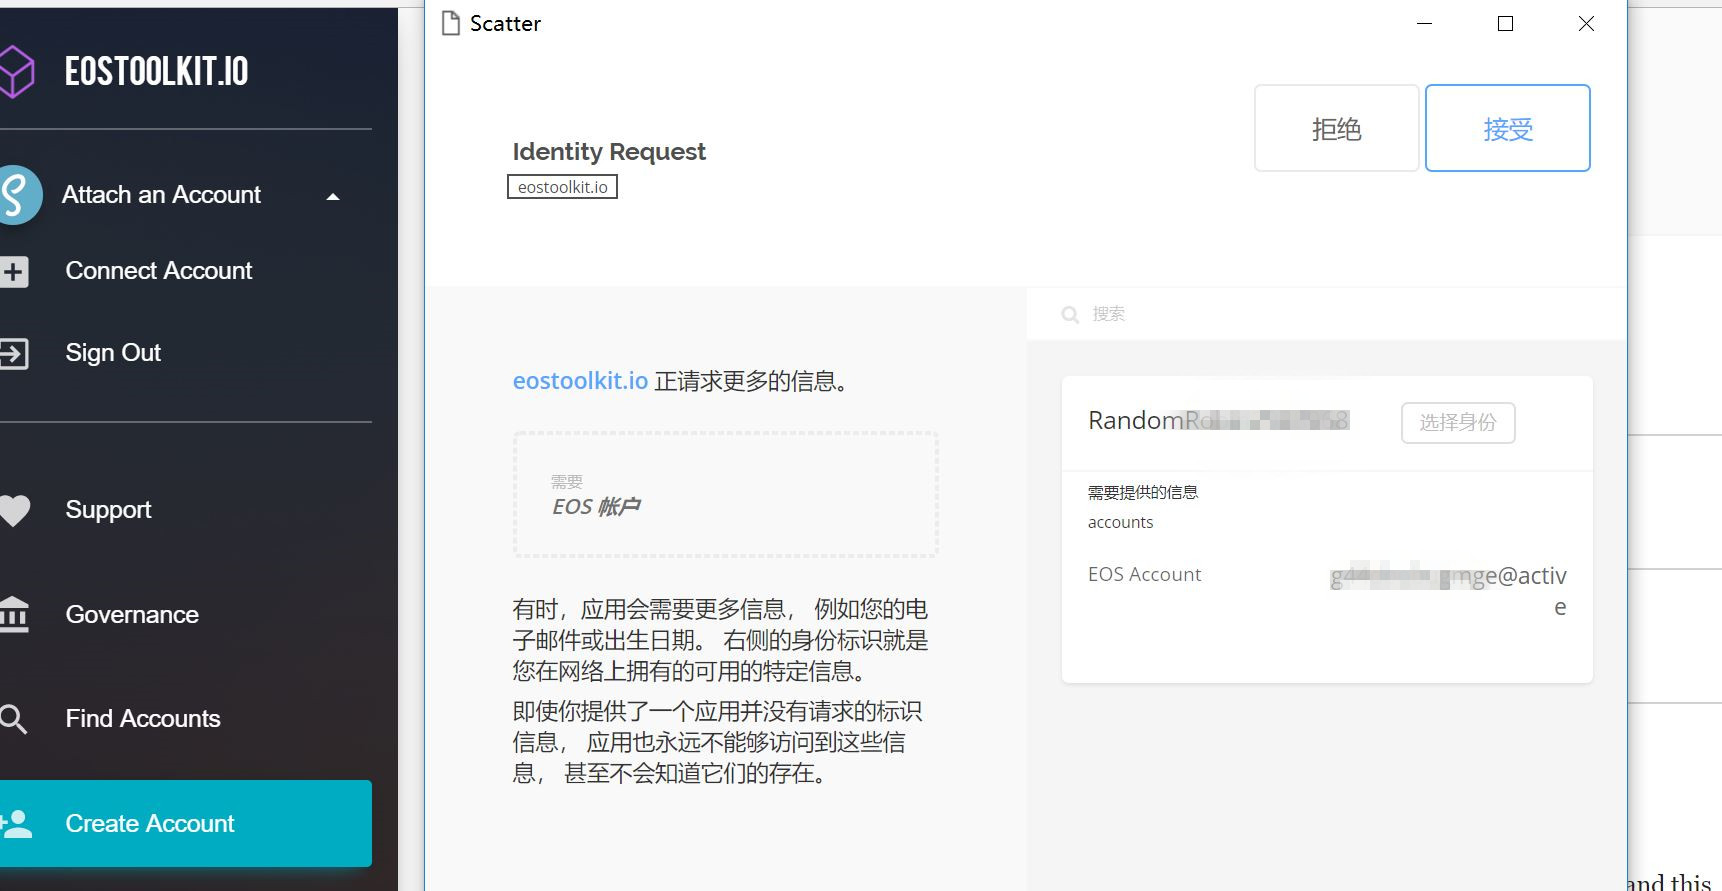 EOSTOOLKIT.IO
Attach an Account
Connect Account
Sign Out
Support
Governance
Find Accounts
Create Account
Scatter
拒绝
接受
Identity Request
eostoolkit.io
eostoolkit.io 正请求更多的信息。
需要
EOS 帐户
有时，应用会需要更多信息， 例如您的电
子邮件或出生日期。 右侧的身份标识就是
您在网络上拥有的可用的特定信息。
即使你提供了一个应用并没有请求的标识
信息， 应用也永远不能够访问到这些信
息， 甚至不会知道它们的存在。
搜索
选择身份
需要提供的信息
accounts
EOS Account
@activ
e
and this